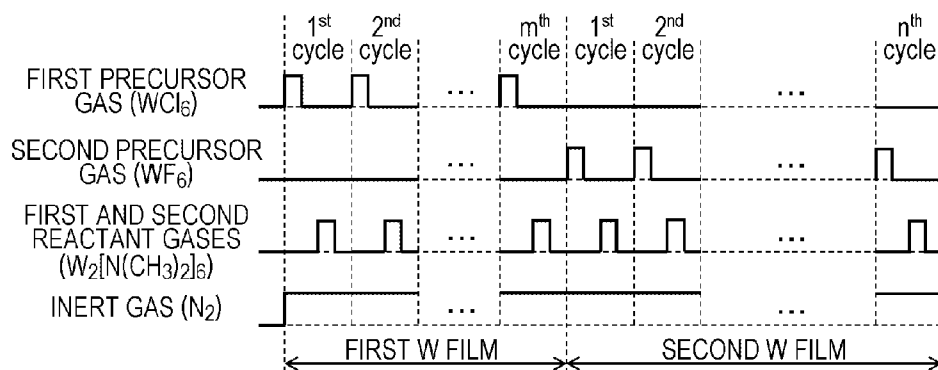 1st cycle 2nd cycle ... mth cycle 1st cycle 2nd cycle ... nth cycle
FIRST PRECURSOR
GAS (WCl6)
SECOND PRECURSOR
GAS (WF6)
FIRST AND SECOND
REACTANT GASES
(W2[N(CH3)2]6)
INERT GAS (N2)
FIRST W FILM SECOND W FILM